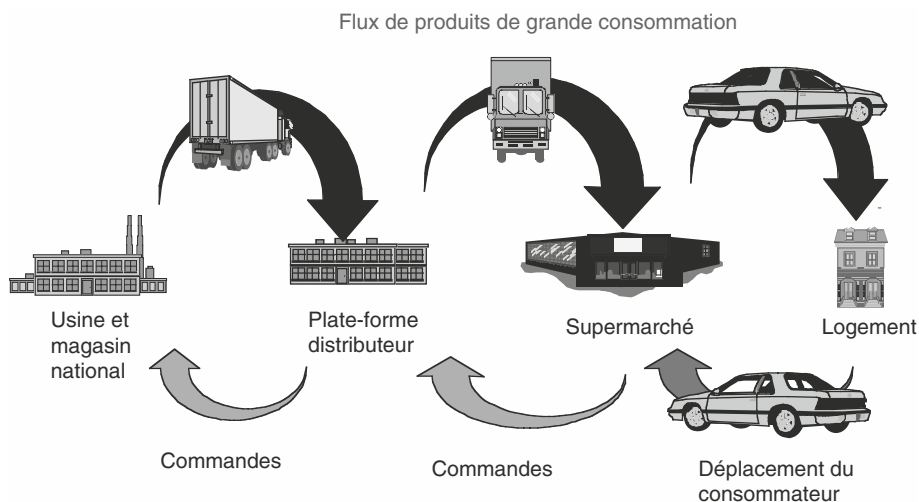 Flux de produits de grande consommation
Usine et
magasin
national
Plate-forme
distributeur
Supermarché
Logement
Commandes
Commandes
Déplacement du
consommateur